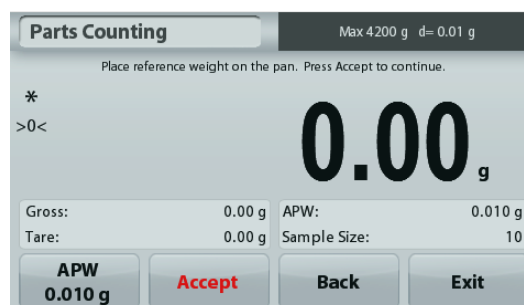 Parts Counting
Max 4200 g d= 0.01 g
Place reference weight on the pan. Press Accept to continue.
*
>0<
0.00 g
Gross: 0.00 g APW: 0.010 g
Tare: 0.00 g Sample Size: 10
APW
0.010 g
Accept
Back
Exit